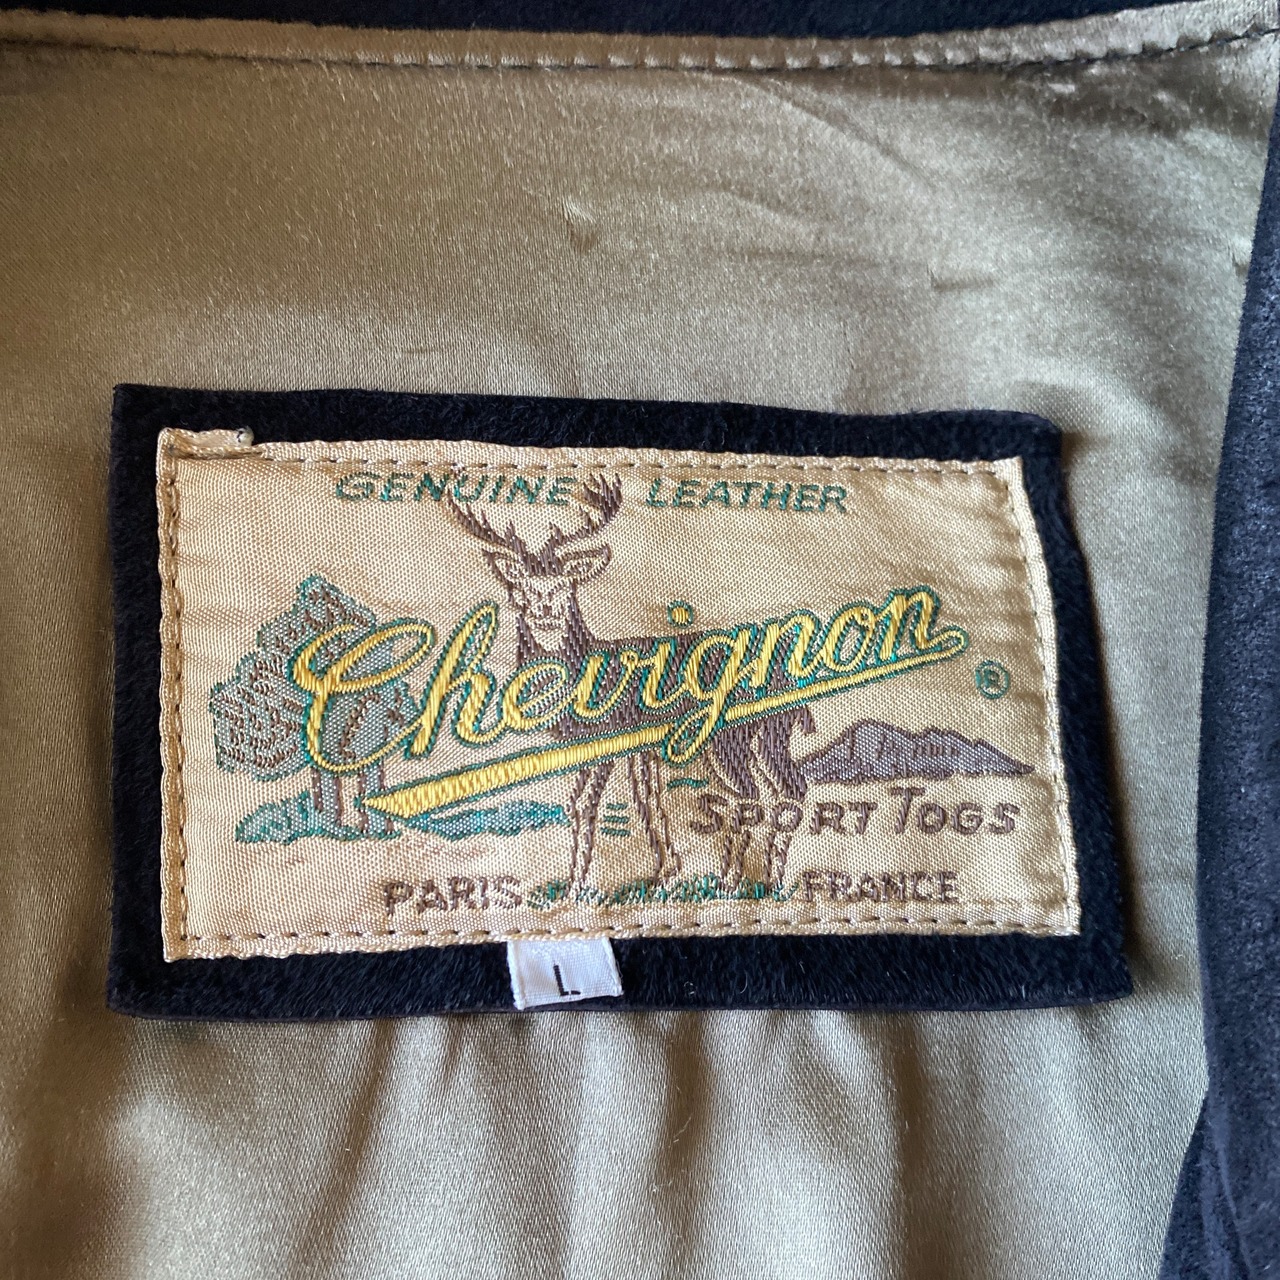 GENUINE LEATHER
Chevignon ®
SPORT TOGS
PARIS FRANCE
L